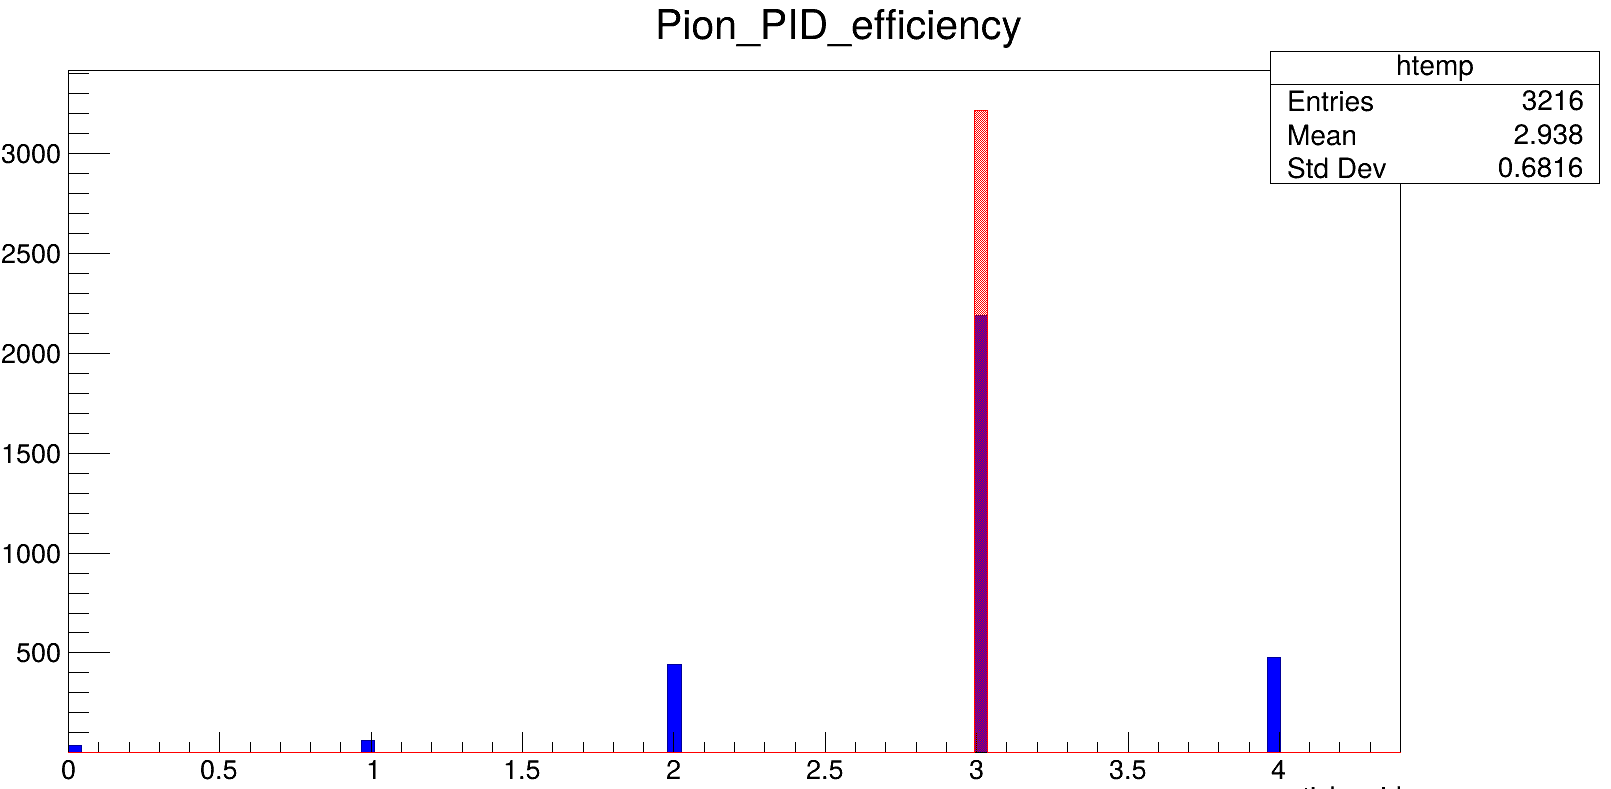 Pion_PID_efficiency
htemp
Entries 3216
Mean 2.938
Std Dev 0.6816
3000
2500
2000
1500
1000
500
0 0.5 1 1.5 2 2.5 3 3.5 4